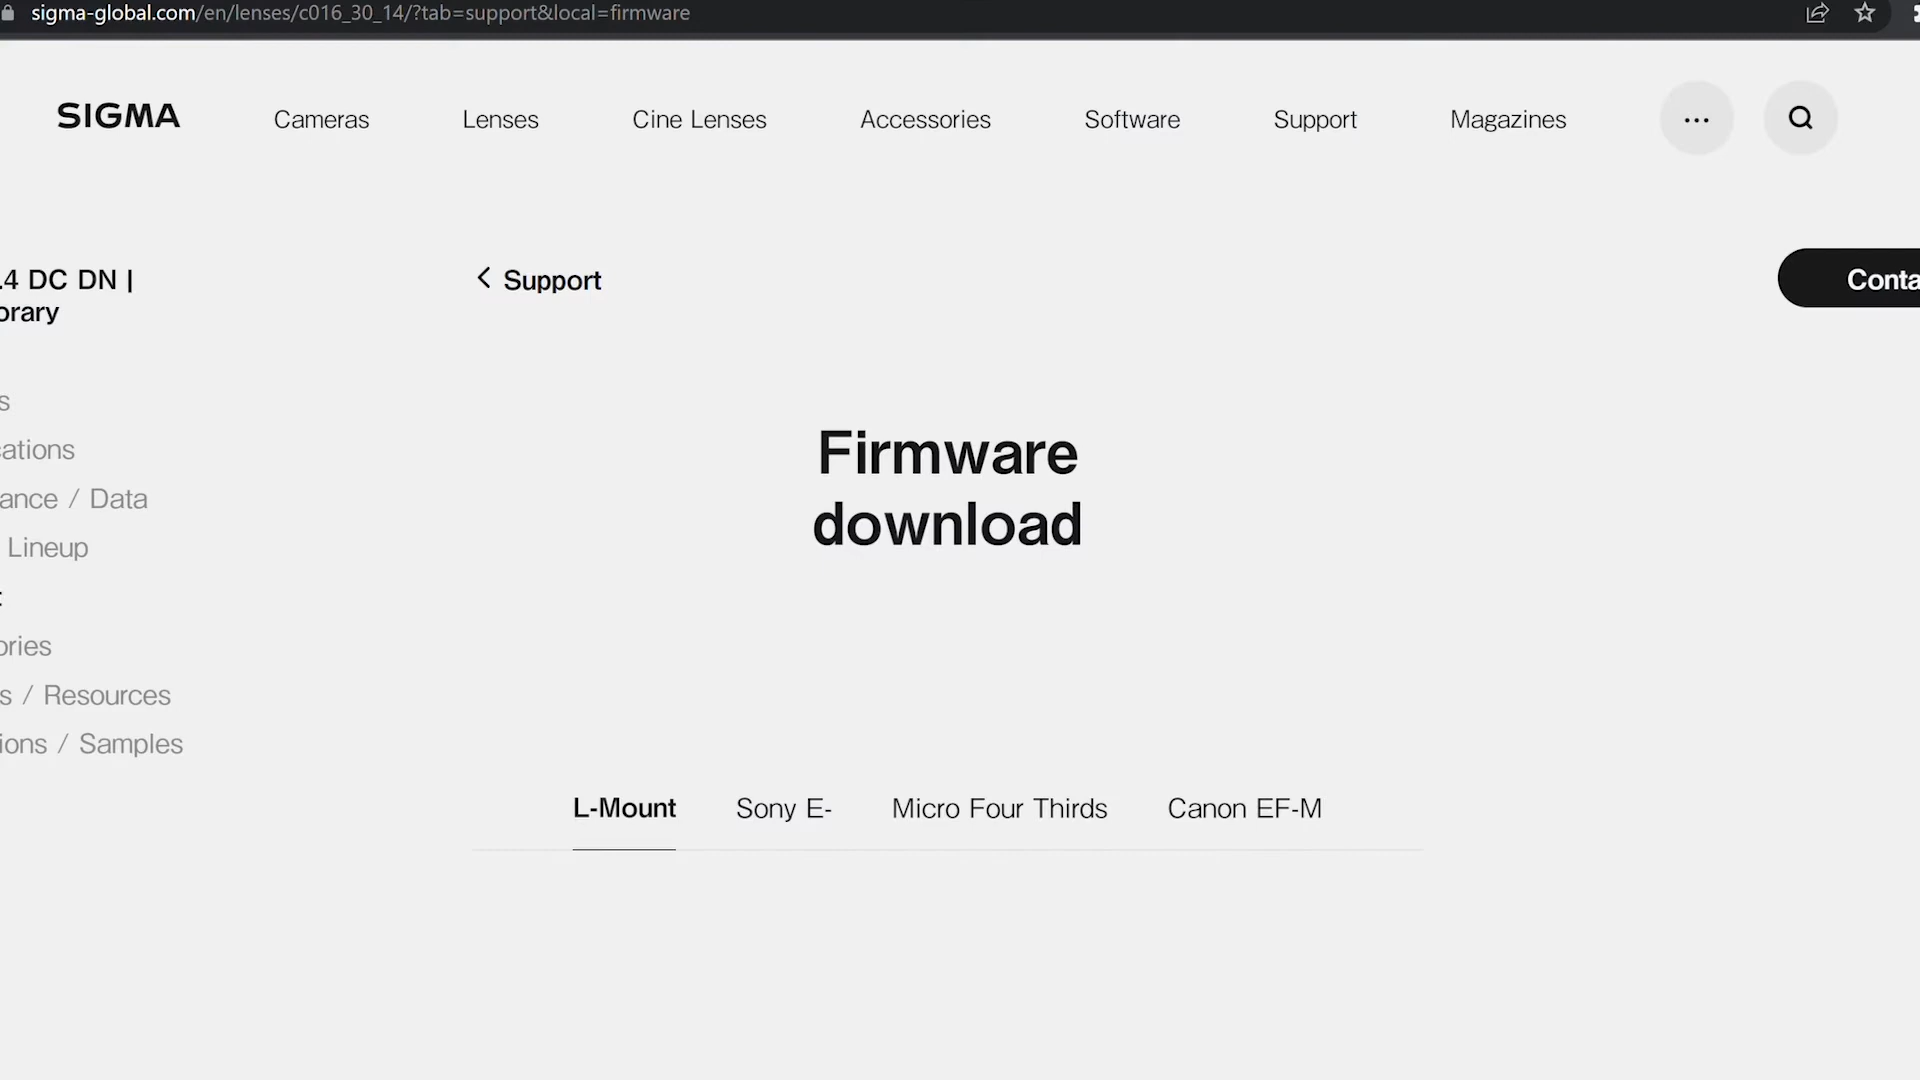 sigma-global.com/en/lenses/c016_30_14/?tab=support&local=firmware
SIGMA
Cameras
Lenses
Cine Lenses
Accessories
Software
Support
Magazines
.4 DC DN |
orary
Support
Conta
s
cations
ance / Data
Lineup
Firmware
download
ories
s / Resources
ions / Samples
L-Mount
Sony E-
Micro Four Thirds
Canon EF-M